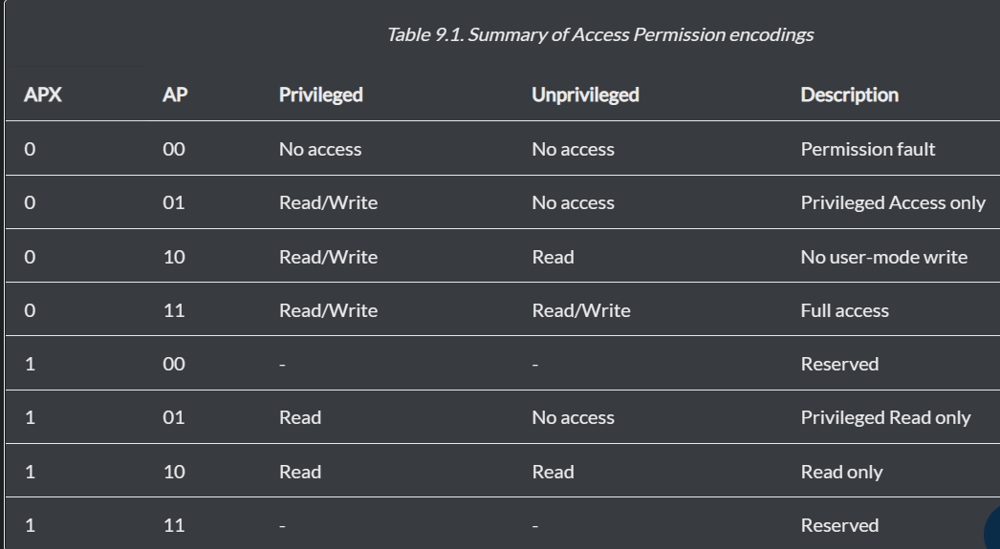 Table 9.1. Summary of Access Permission encodings
APX AP Privileged Unprivileged Description
0 00 No access No access Permission fault
0 01 Read/Write No access Privileged Access only
0 10 Read/Write Read No user-mode write
0 11 Read/Write Read/Write Full access
1 00 - - Reserved
1 01 Read No access Privileged Read only
1 10 Read Read Read only
1 11 - - Reserved